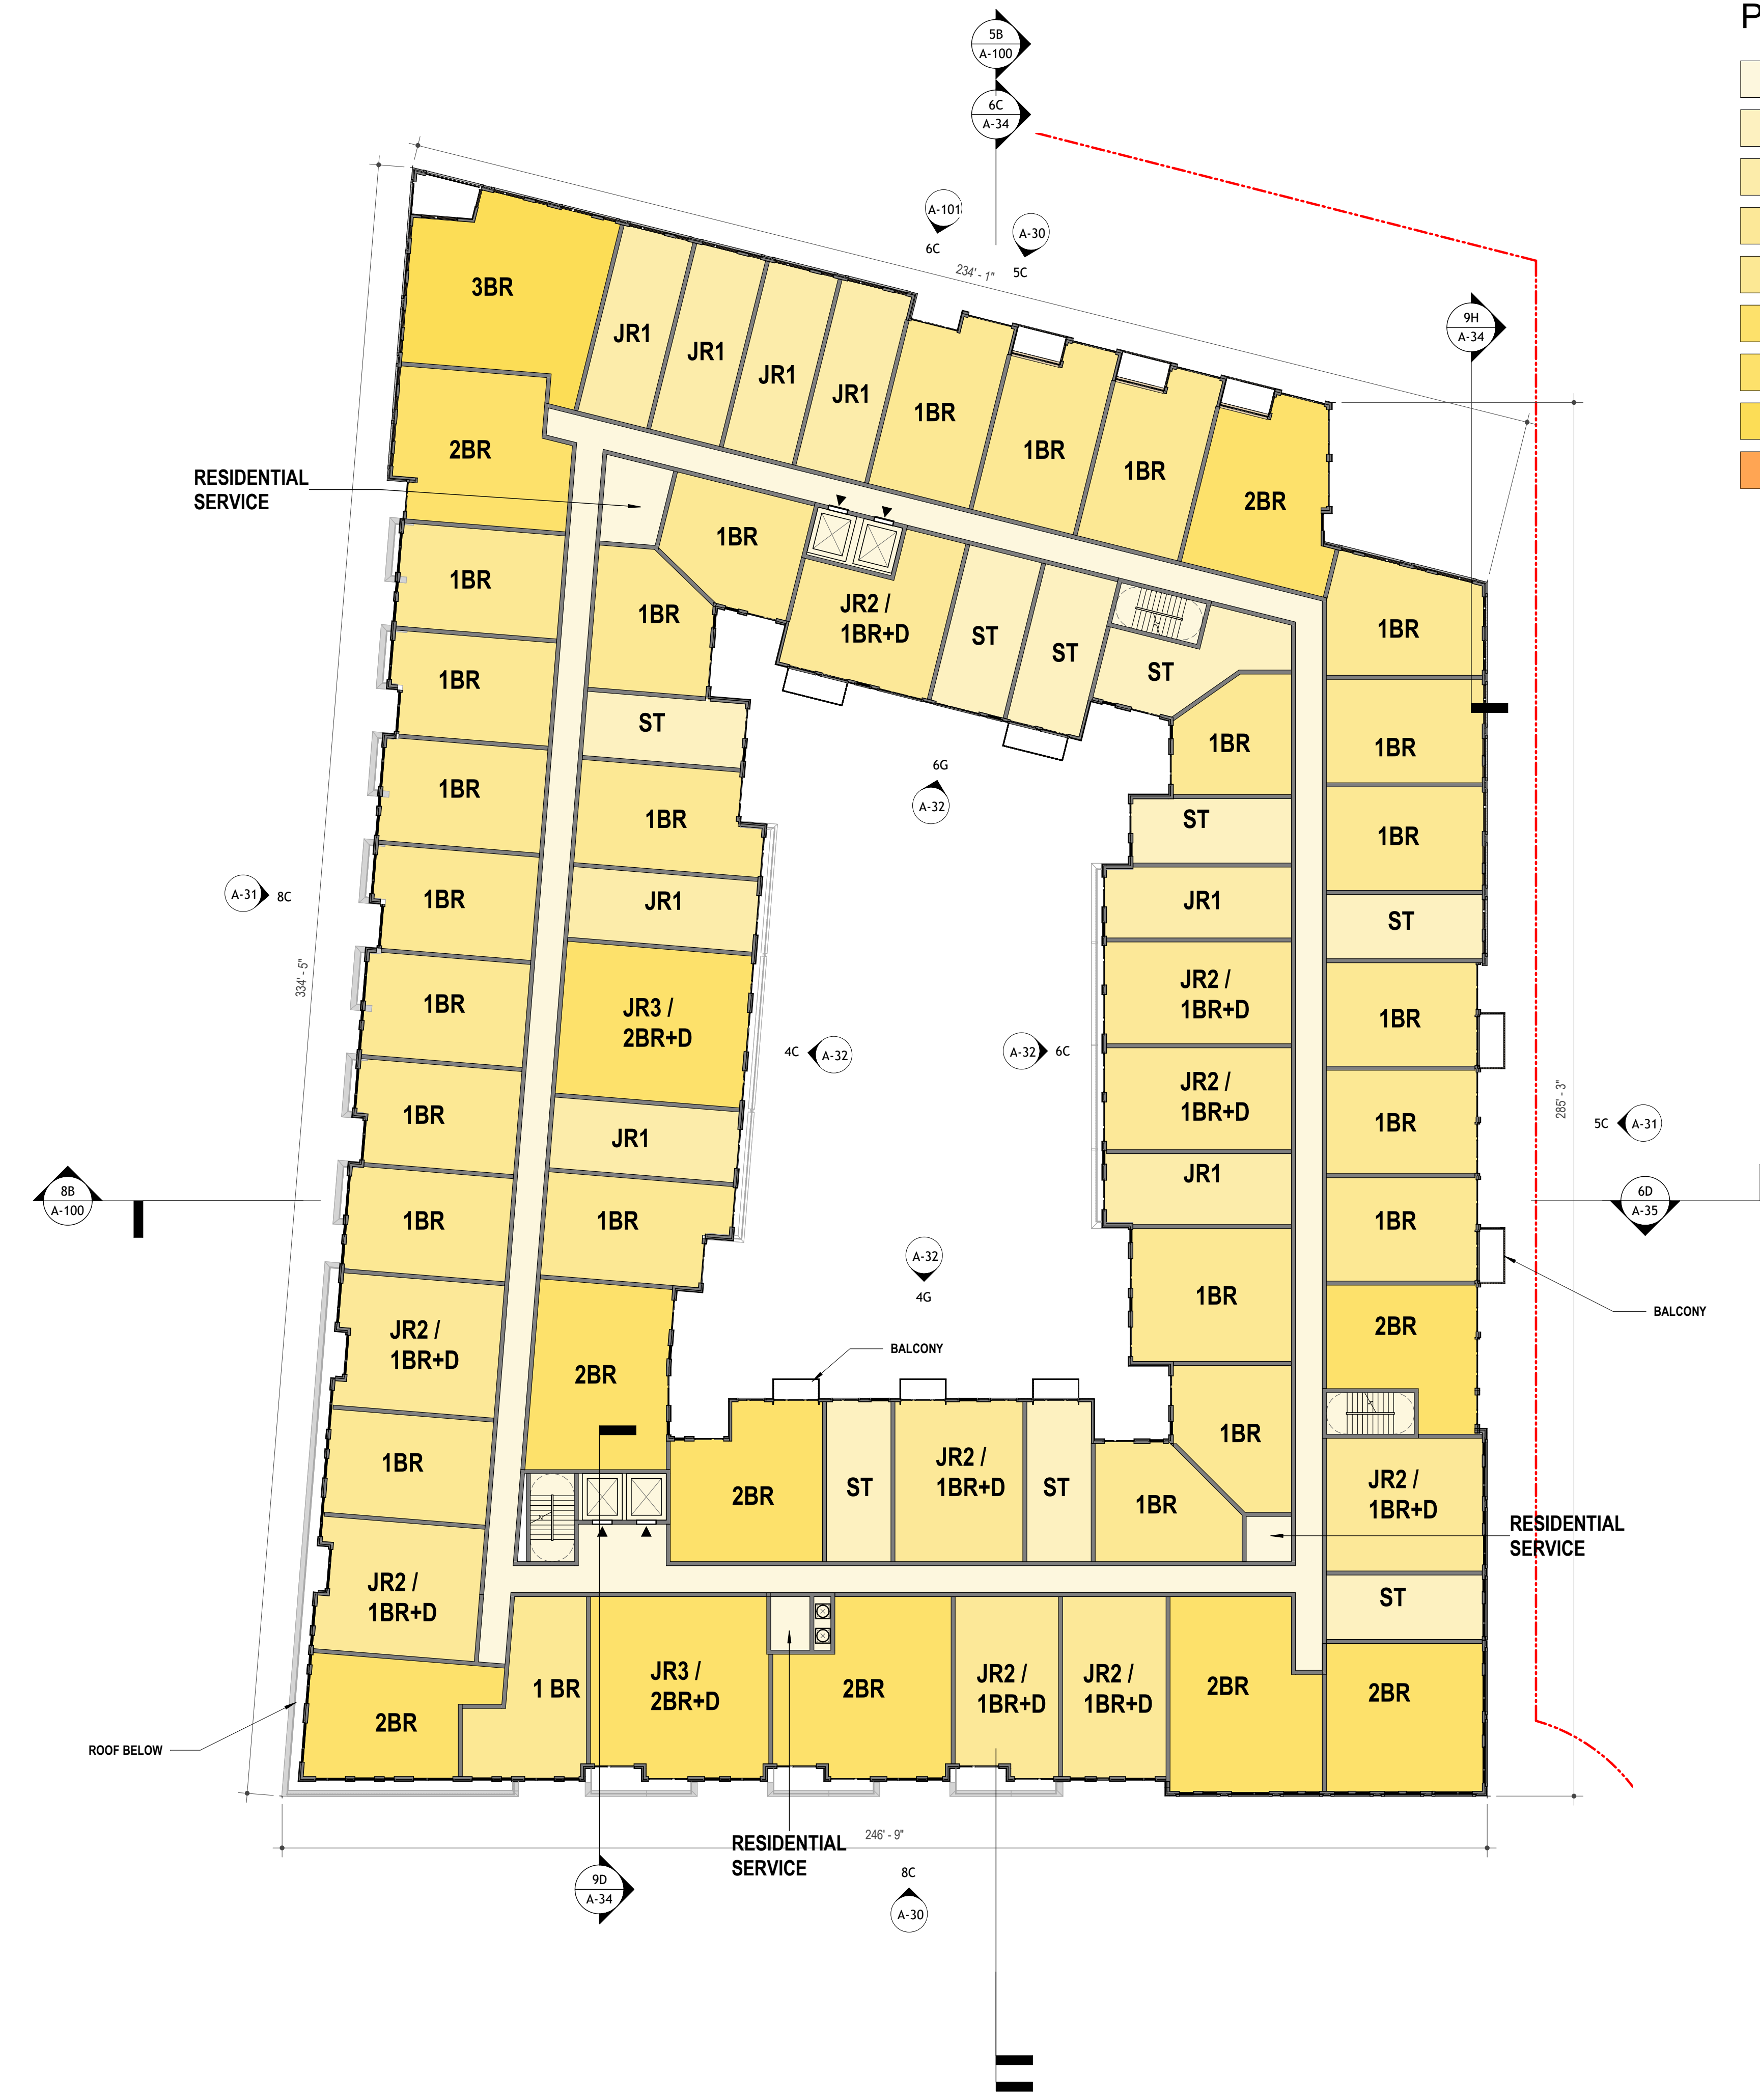 P
5B
A-100
6C
A-34
A-101
6C
A-30
5C
234' - 1"
9H
A-34
3BR
JR1
JR1
JR1
JR1
1BR
1BR
1BR
2BR
2BR
RESIDENTIAL
SERVICE
1BR
1BR
JR2 /
1BR+D
ST
ST
ST
1BR
1BR
1BR
1BR
ST
1BR
1BR
6G
A-32
1BR
1BR
ST
1BR
1BR
JR1
JR1
ST
A-31
8C
1BR
334' - 5"
1BR
JR3 /
2BR+D
JR2 /
1BR+D
1BR
4C
A-32
A-32
6C
JR2 /
1BR+D
285' - 3"
1BR
JR1
1BR
5C
A-31
JR1
8B
A-100
1BR
1BR
1BR
6D
A-35
A-32
4G
1BR
BALCONY
JR2 /
1BR+D
2BR
BALCONY
2BR
1BR
1BR
2BR
ST
JR2 /
1BR+D
ST
1BR
JR2 /
1BR+D
RESIDENTIAL
SERVICE
JR2 /
1BR+D
ST
2BR
1 BR
JR3 /
2BR+D
2BR
JR2 /
1BR+D
JR2 /
1BR+D
2BR
2BR
ROOF BELOW
RESIDENTIAL
SERVICE
246' - 9"
9D
A-34
8C
A-30